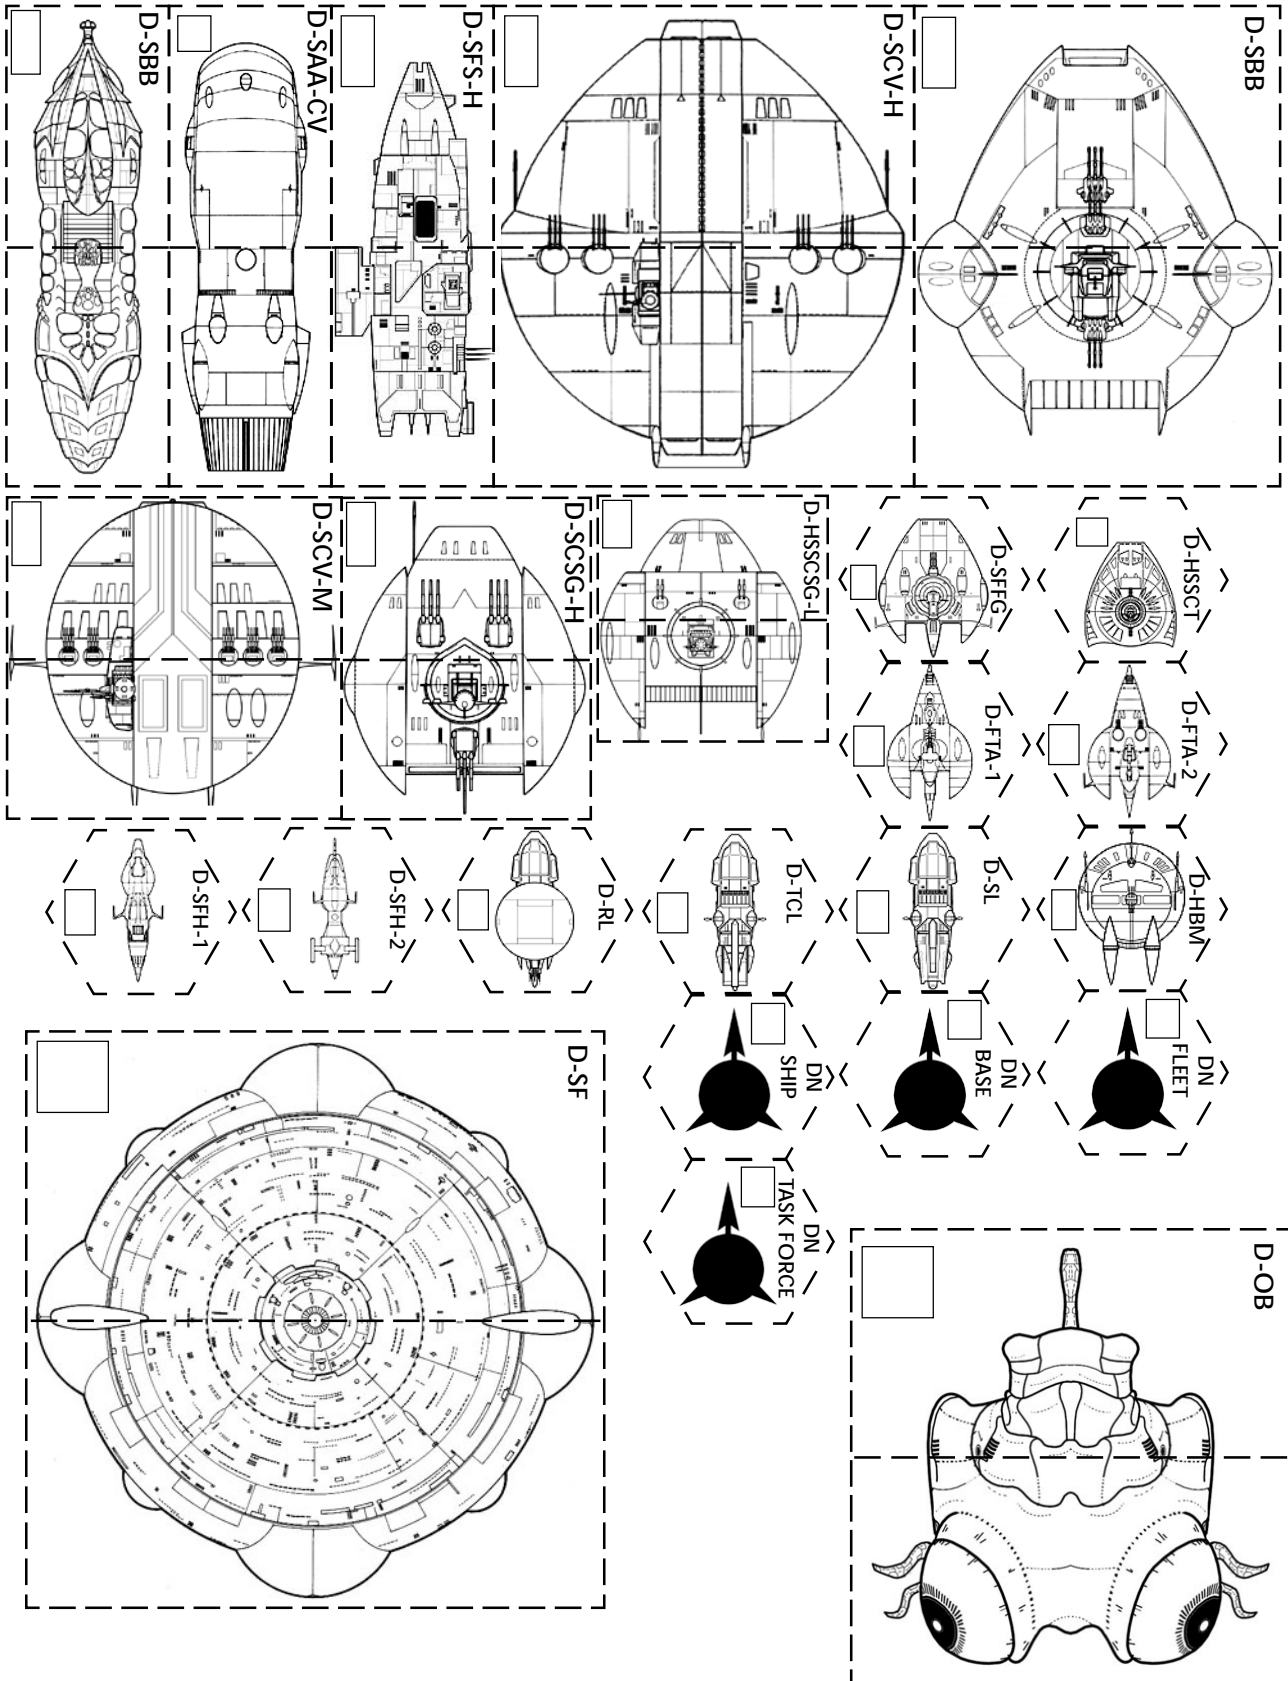 D-SBB
D-SAA-CV
D-SFS-H
D-SCV-H
D-SBB
D-SCV-M
D-SCSG-H
D-HSSCSG-L
D-SFFG
D-HSSCT
D-FTA-1
D-FTA-2
D-SFH-1
D-SFH-2
D-RL
D-TCL
D-SL
D-HBM
DN
SHIP
DN
BASE
DN
FLEET
DN
TASK FORCE
D-SF
D-OB